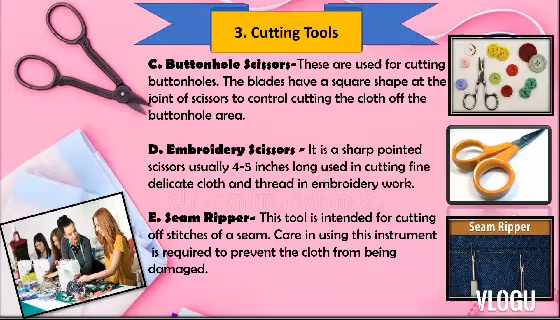 3. Cutting Tools
C. Buttonhole Scissors-These are used for cutting
buttonholes. The blades have a square shape at the
joint of scissors to control cutting the cloth off the
buttonhole area.
D. Embroidery Scissors - It is a sharp pointed
scissors usually 4-5 inches long used in cutting fine
delicate cloth and thread in embroidery work.
E. Seam Ripper- This tool is intended for cutting
off stitches of a seam. Care in using this instrument
is required to prevent the cloth from being
damaged.
Seam Ripper
VLOGU